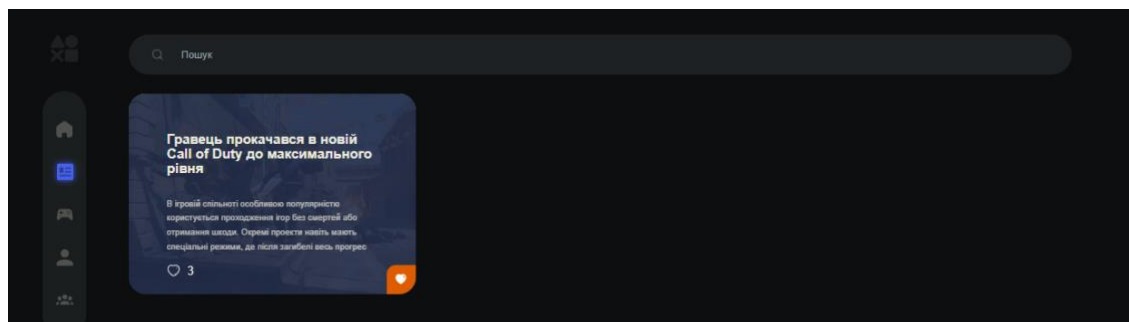 Пошук
Гравець прокачався в новій
Call of Duty до максимального
рівня
В ігровій спільноті особливою популярністю
користується проходження ігор без смертей або
отримання шкоди. Окремі проекти навіть мають
спеціальні режими, де після загибелі весь прогрес
3